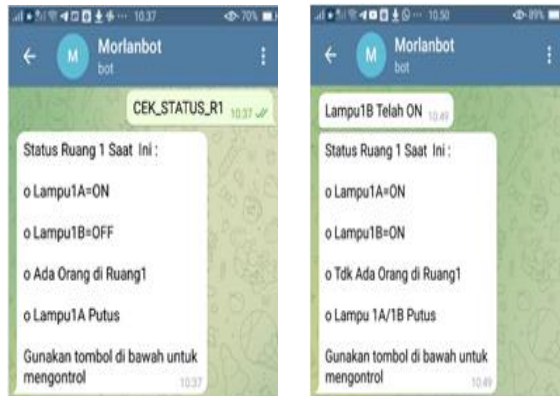 10.37
70%
Morlanbot
bot
CEK_STATUS_R1 10.37
Status Ruang 1 Saat Ini :
o Lampu1A=ON
o Lampu1B=OFF
o Ada Orang di Ruang1
o Lampu1A Putus
Gunakan tombol di bawah untuk
mengontrol 10.37
10.50
89%
M
Morlanbot
bot
Lampu1B Telah ON 10.49
Status Ruang 1 Saat Ini :
o Lampu1A=ON
o Lampu1B=ON
o Tdk Ada Orang di Ruang1
o Lampu 1A/1B Putus
Gunakan tombol di bawah untuk
mengontrol 10.49